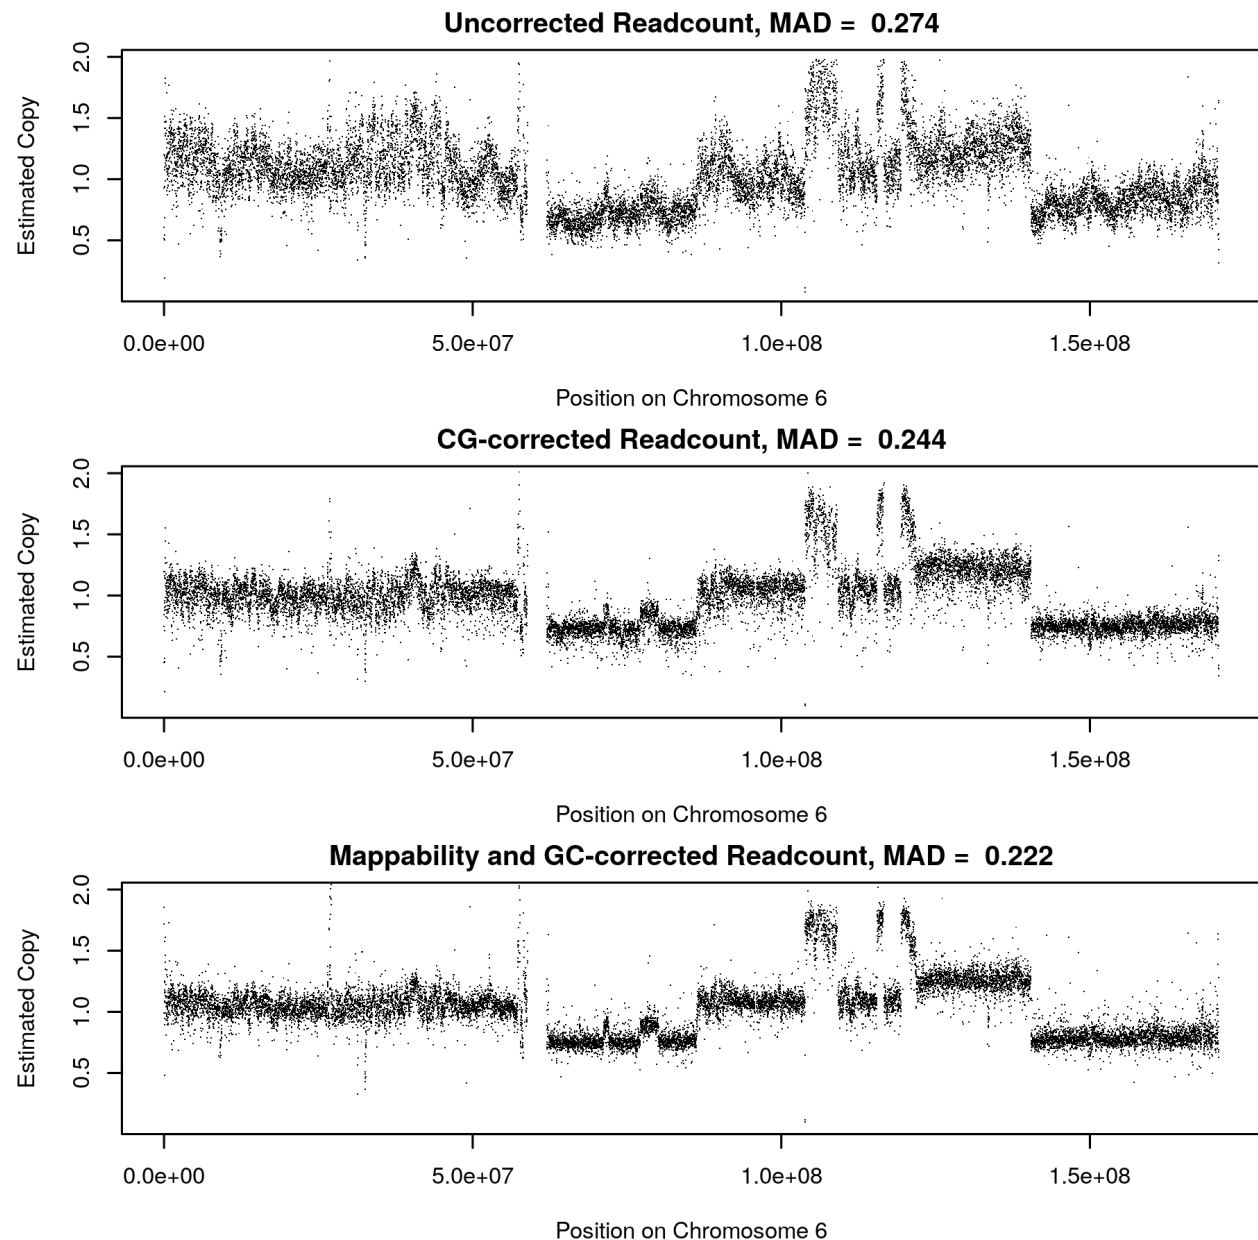 Uncorrected Readcount, MAD =  0.274
Estimated Copy
2.0
1.5
1.0
0.5
0.0e+00 5.0e+07 1.0e+08 1.5e+08
Position on Chromosome 6
CG-corrected Readcount, MAD =  0.244
Estimated Copy
2.0
1.5
1.0
0.5
0.0e+00 5.0e+07 1.0e+08 1.5e+08
Position on Chromosome 6
Mappability and GC-corrected Readcount, MAD =  0.222
Estimated Copy
2.0
1.5
1.0
0.5
0.0e+00 5.0e+07 1.0e+08 1.5e+08
Position on Chromosome 6